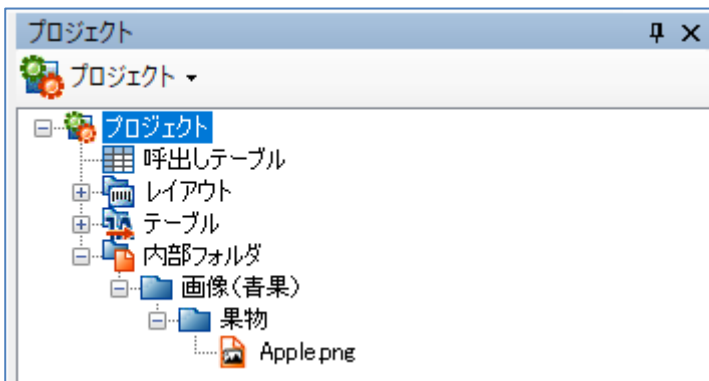 プロジェクト
プロジェクト
プロジェクト
呼出しテーブル
レイアウト
テーブル
内部フォルダ
画像(青果)
果物
Apple.png